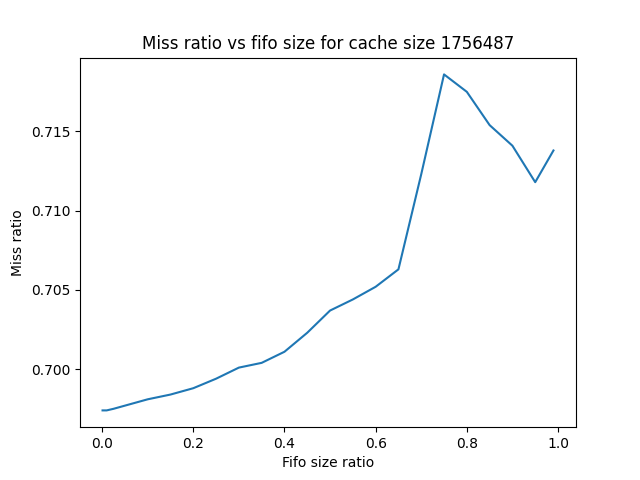 Miss ratio vs fifo size for cache size 1756487
0.715
0.710
0.705
0.700
Miss ratio
0.0 0.2 0.4 0.6 0.8 1.0
Fifo size ratio